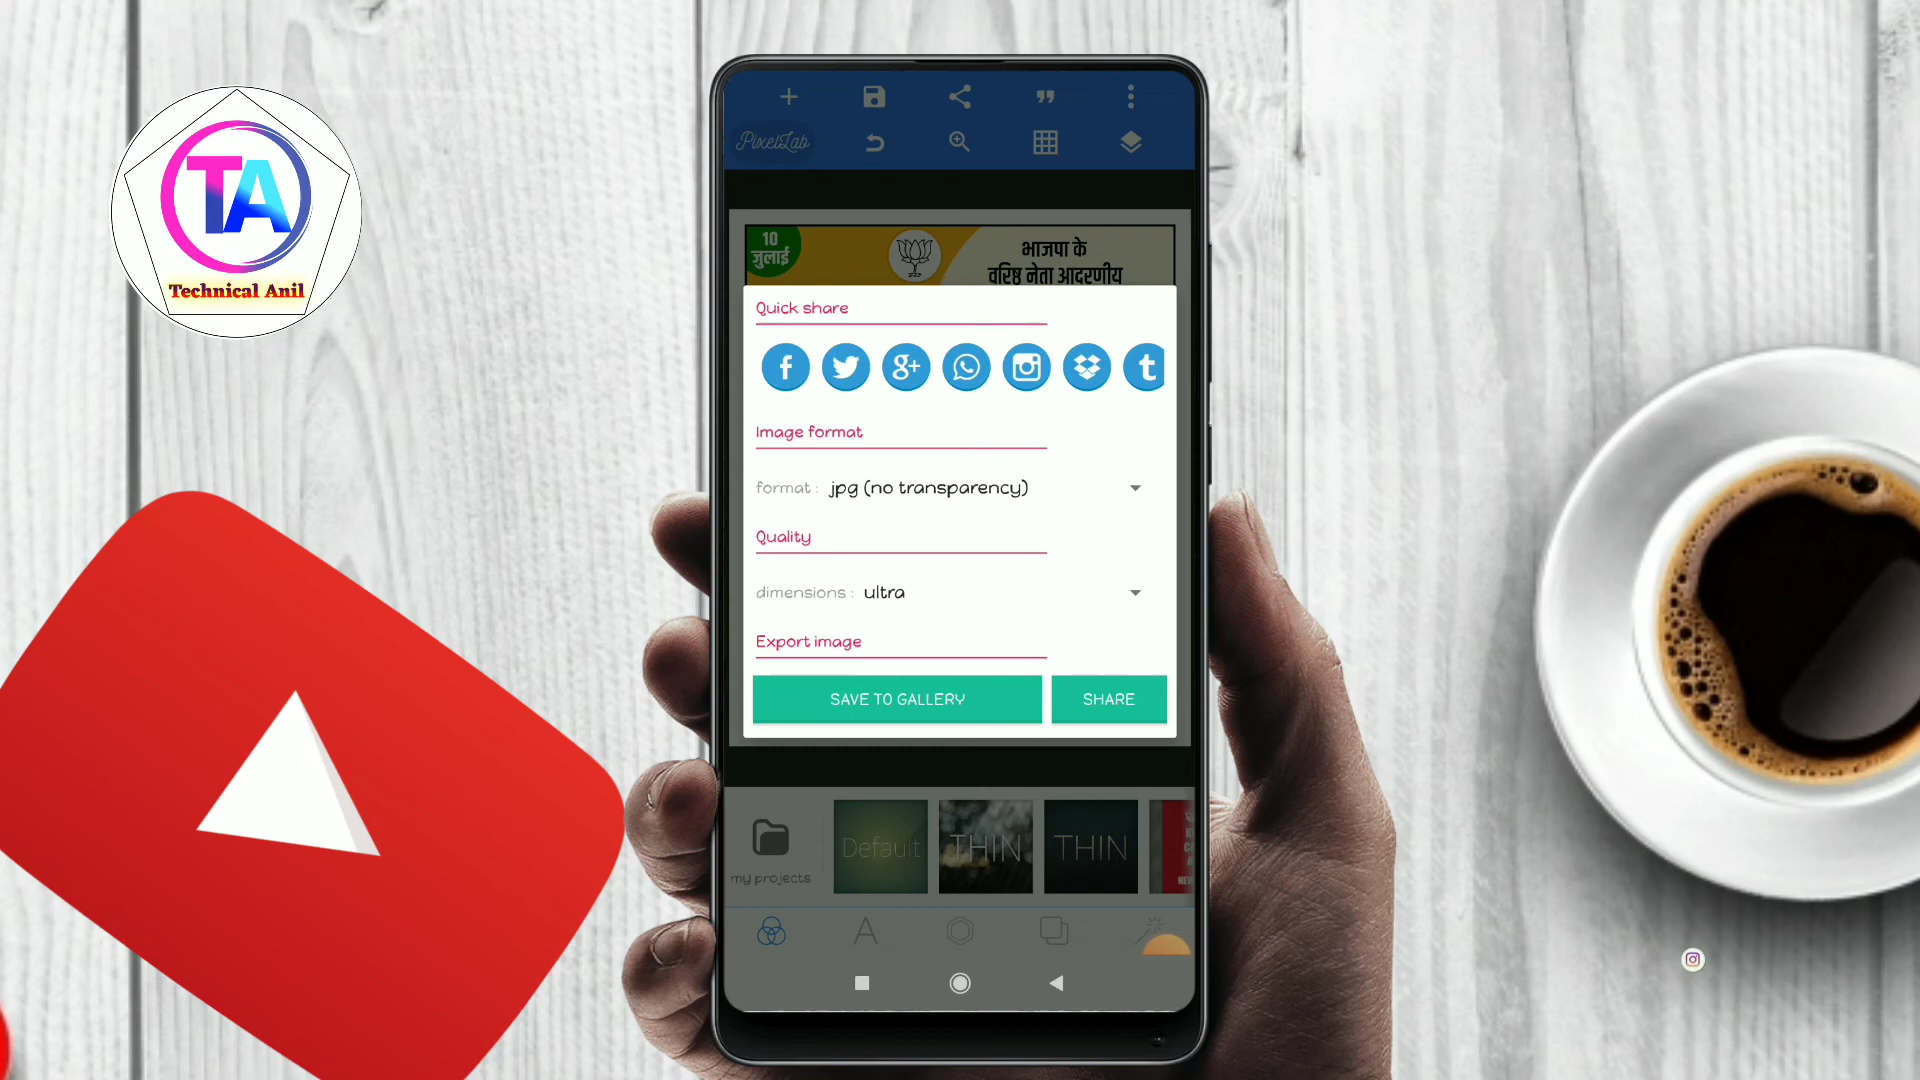 TA
Technical Anil
PixelLab
10
जुलाई
भाजपा के
वरिष्ठ नेता आदरणीय
Quick share
Image format
format : jpg (no transparency)
Quality
dimensions : ultra
Export image
SAVE TO GALLERY
SHARE
my projects
Default
THIN
THIN